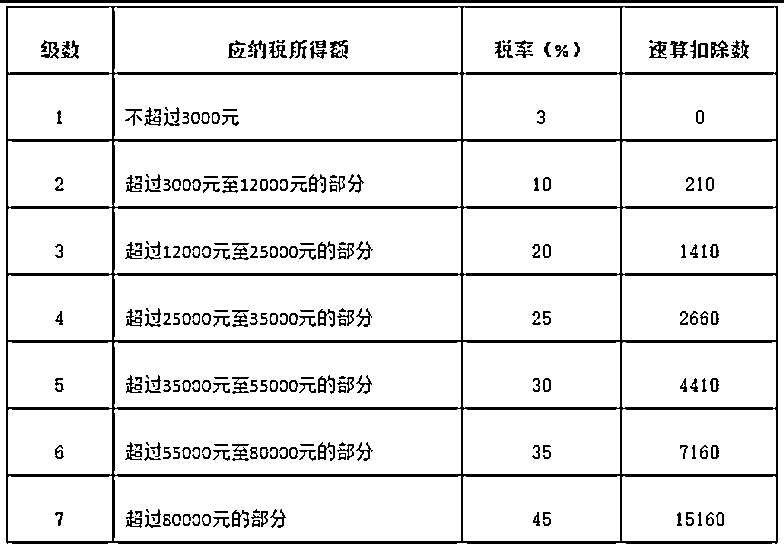 级数 应纳税所得额 税率（%） 速算扣除数
1 不超过3000元 3 0
2 超过3000元至12000元的部分 10 210
3 超过12000元至25000元的部分 20 1410
4 超过25000元至35000元的部分 25 2660
5 超过35000元至55000元的部分 30 4410
6 超过55000元至80000元的部分 35 7160
7 超过80000元的部分 45 15160